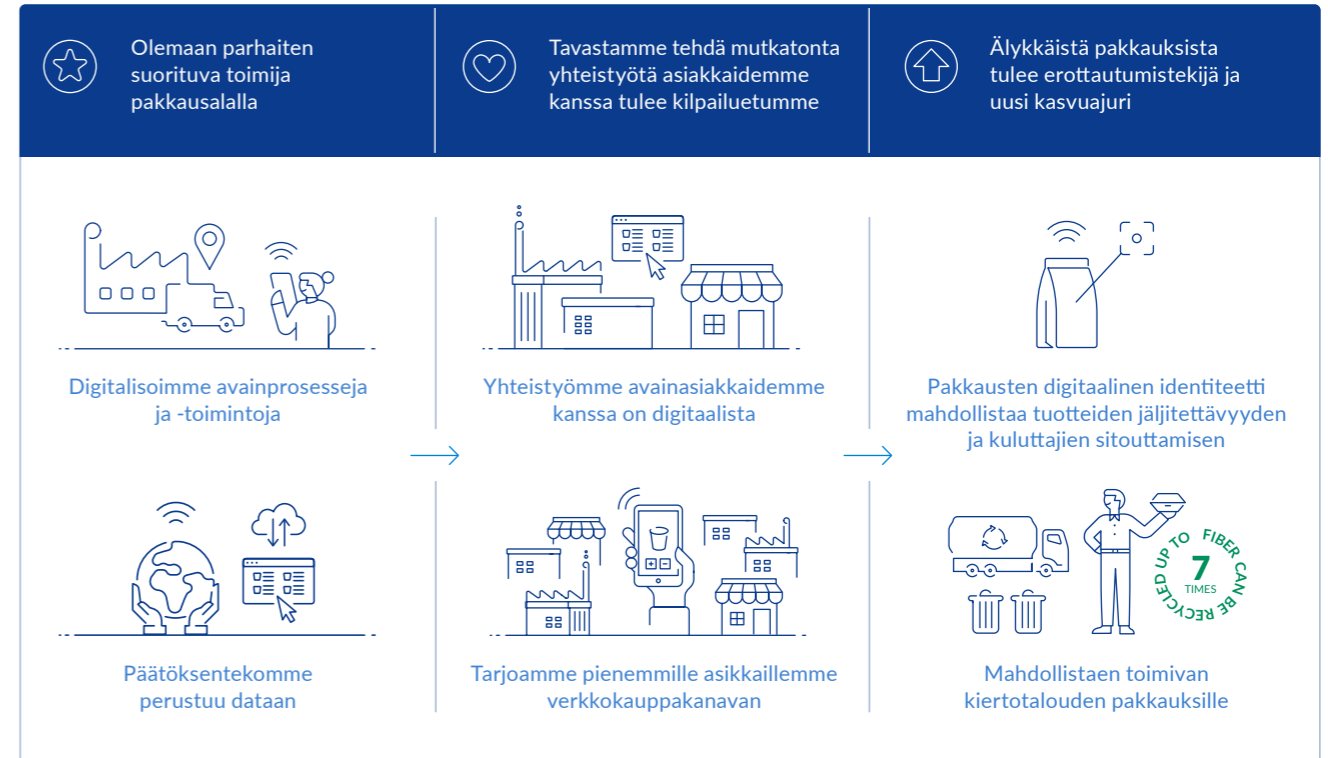 Olemaan parhaiten
suorituva toimija
pakkausalalla
Tavastamme tehdä mutkatonta
yhteistyötä asiakkaidemme
kanssa tulee kilpailuetumme
Älykkäistä pakkauksista
tulee erottautumistekijä ja
uusi kasvuajuri
Digitalisoimme avainprosesseja
ja -toimintoja
Yhteistyömme avainasiakkaidemme
kanssa on digitaalista
Pakkausten digitaalinen identiteetti
mahdollistaa tuotteiden jäljitettävyyden
ja kuluttajien sitouttamisen
Päätöksentekomme
perustuu dataan
Tarjoamme pienemmille asikkaillemme
verkkokauppakanavan
FIBER CAN BE RECYCLED UP TO
7
TIMES
Mahdollistaen toimivan
kiertotalouden pakkauksille